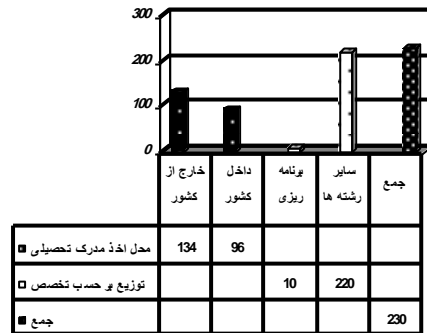 300
200
100
0
خارج از کشور
داخل کشور
برنامه ریزی
سایر رشته ها
جمع
محل اخذ مدرک تحصیلی 134 96
توزیع بر حسب تخصص 10 220
جمع 230